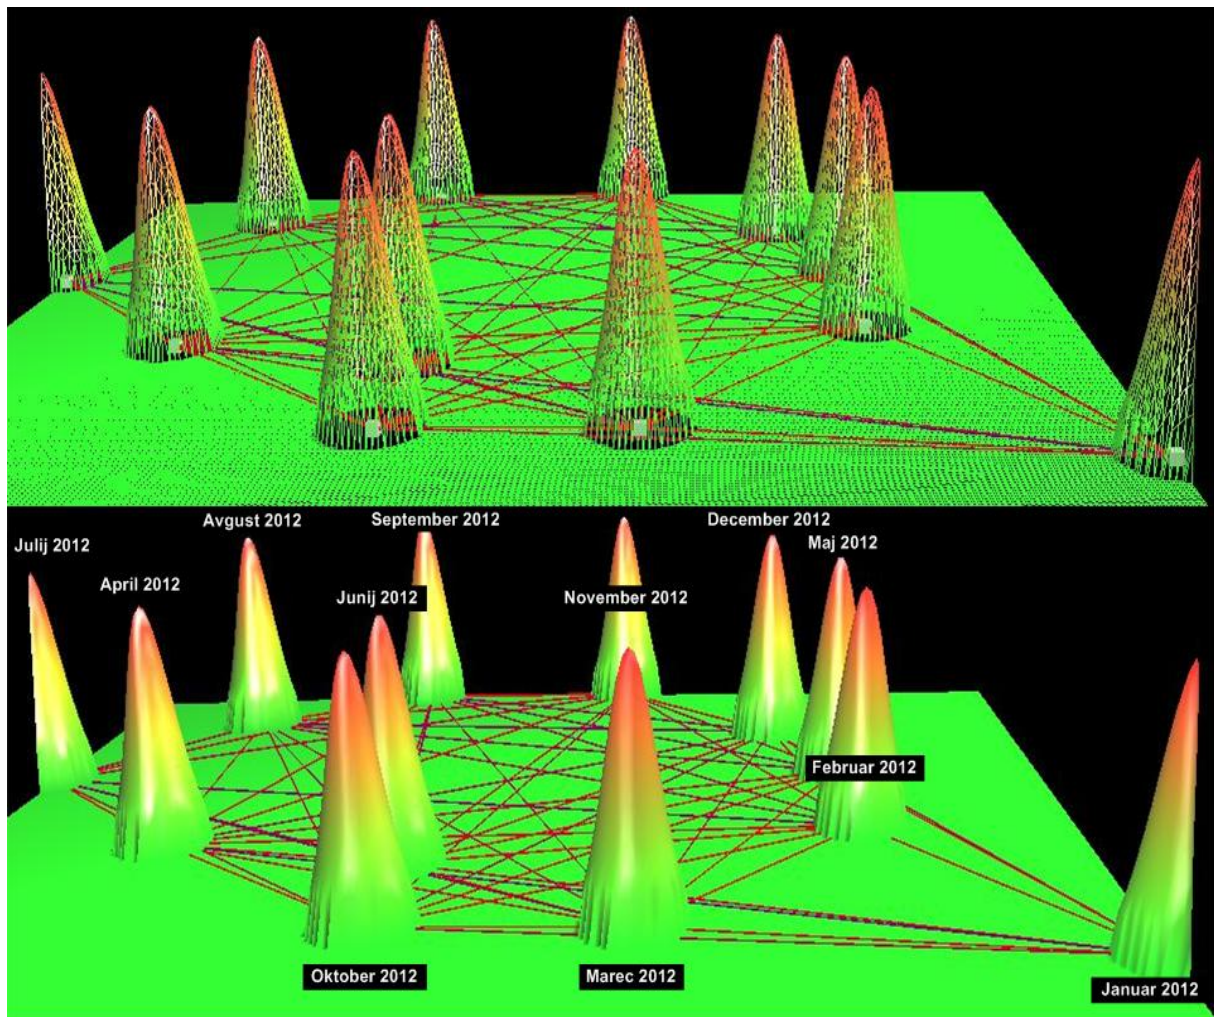 Avgust 2012
September 2012
December 2012
Julij 2012
Maj 2012
April 2012
Junij 2012
November 2012
Februar 2012
Oktober 2012
Marec 2012
Januar 2012